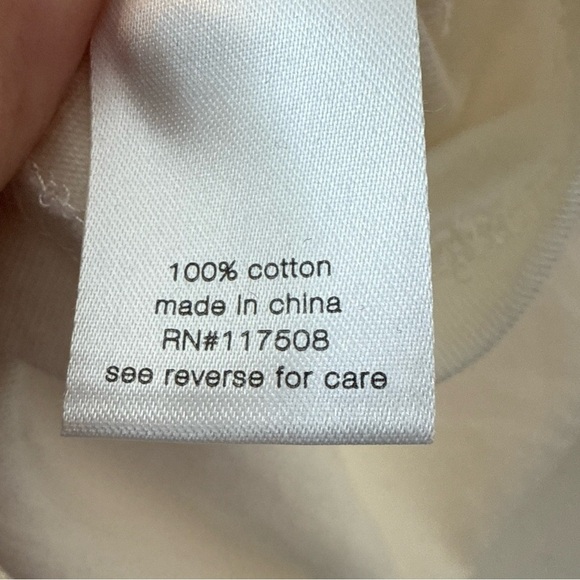 100% cotton
made in china
RN#117508
see reverse for care